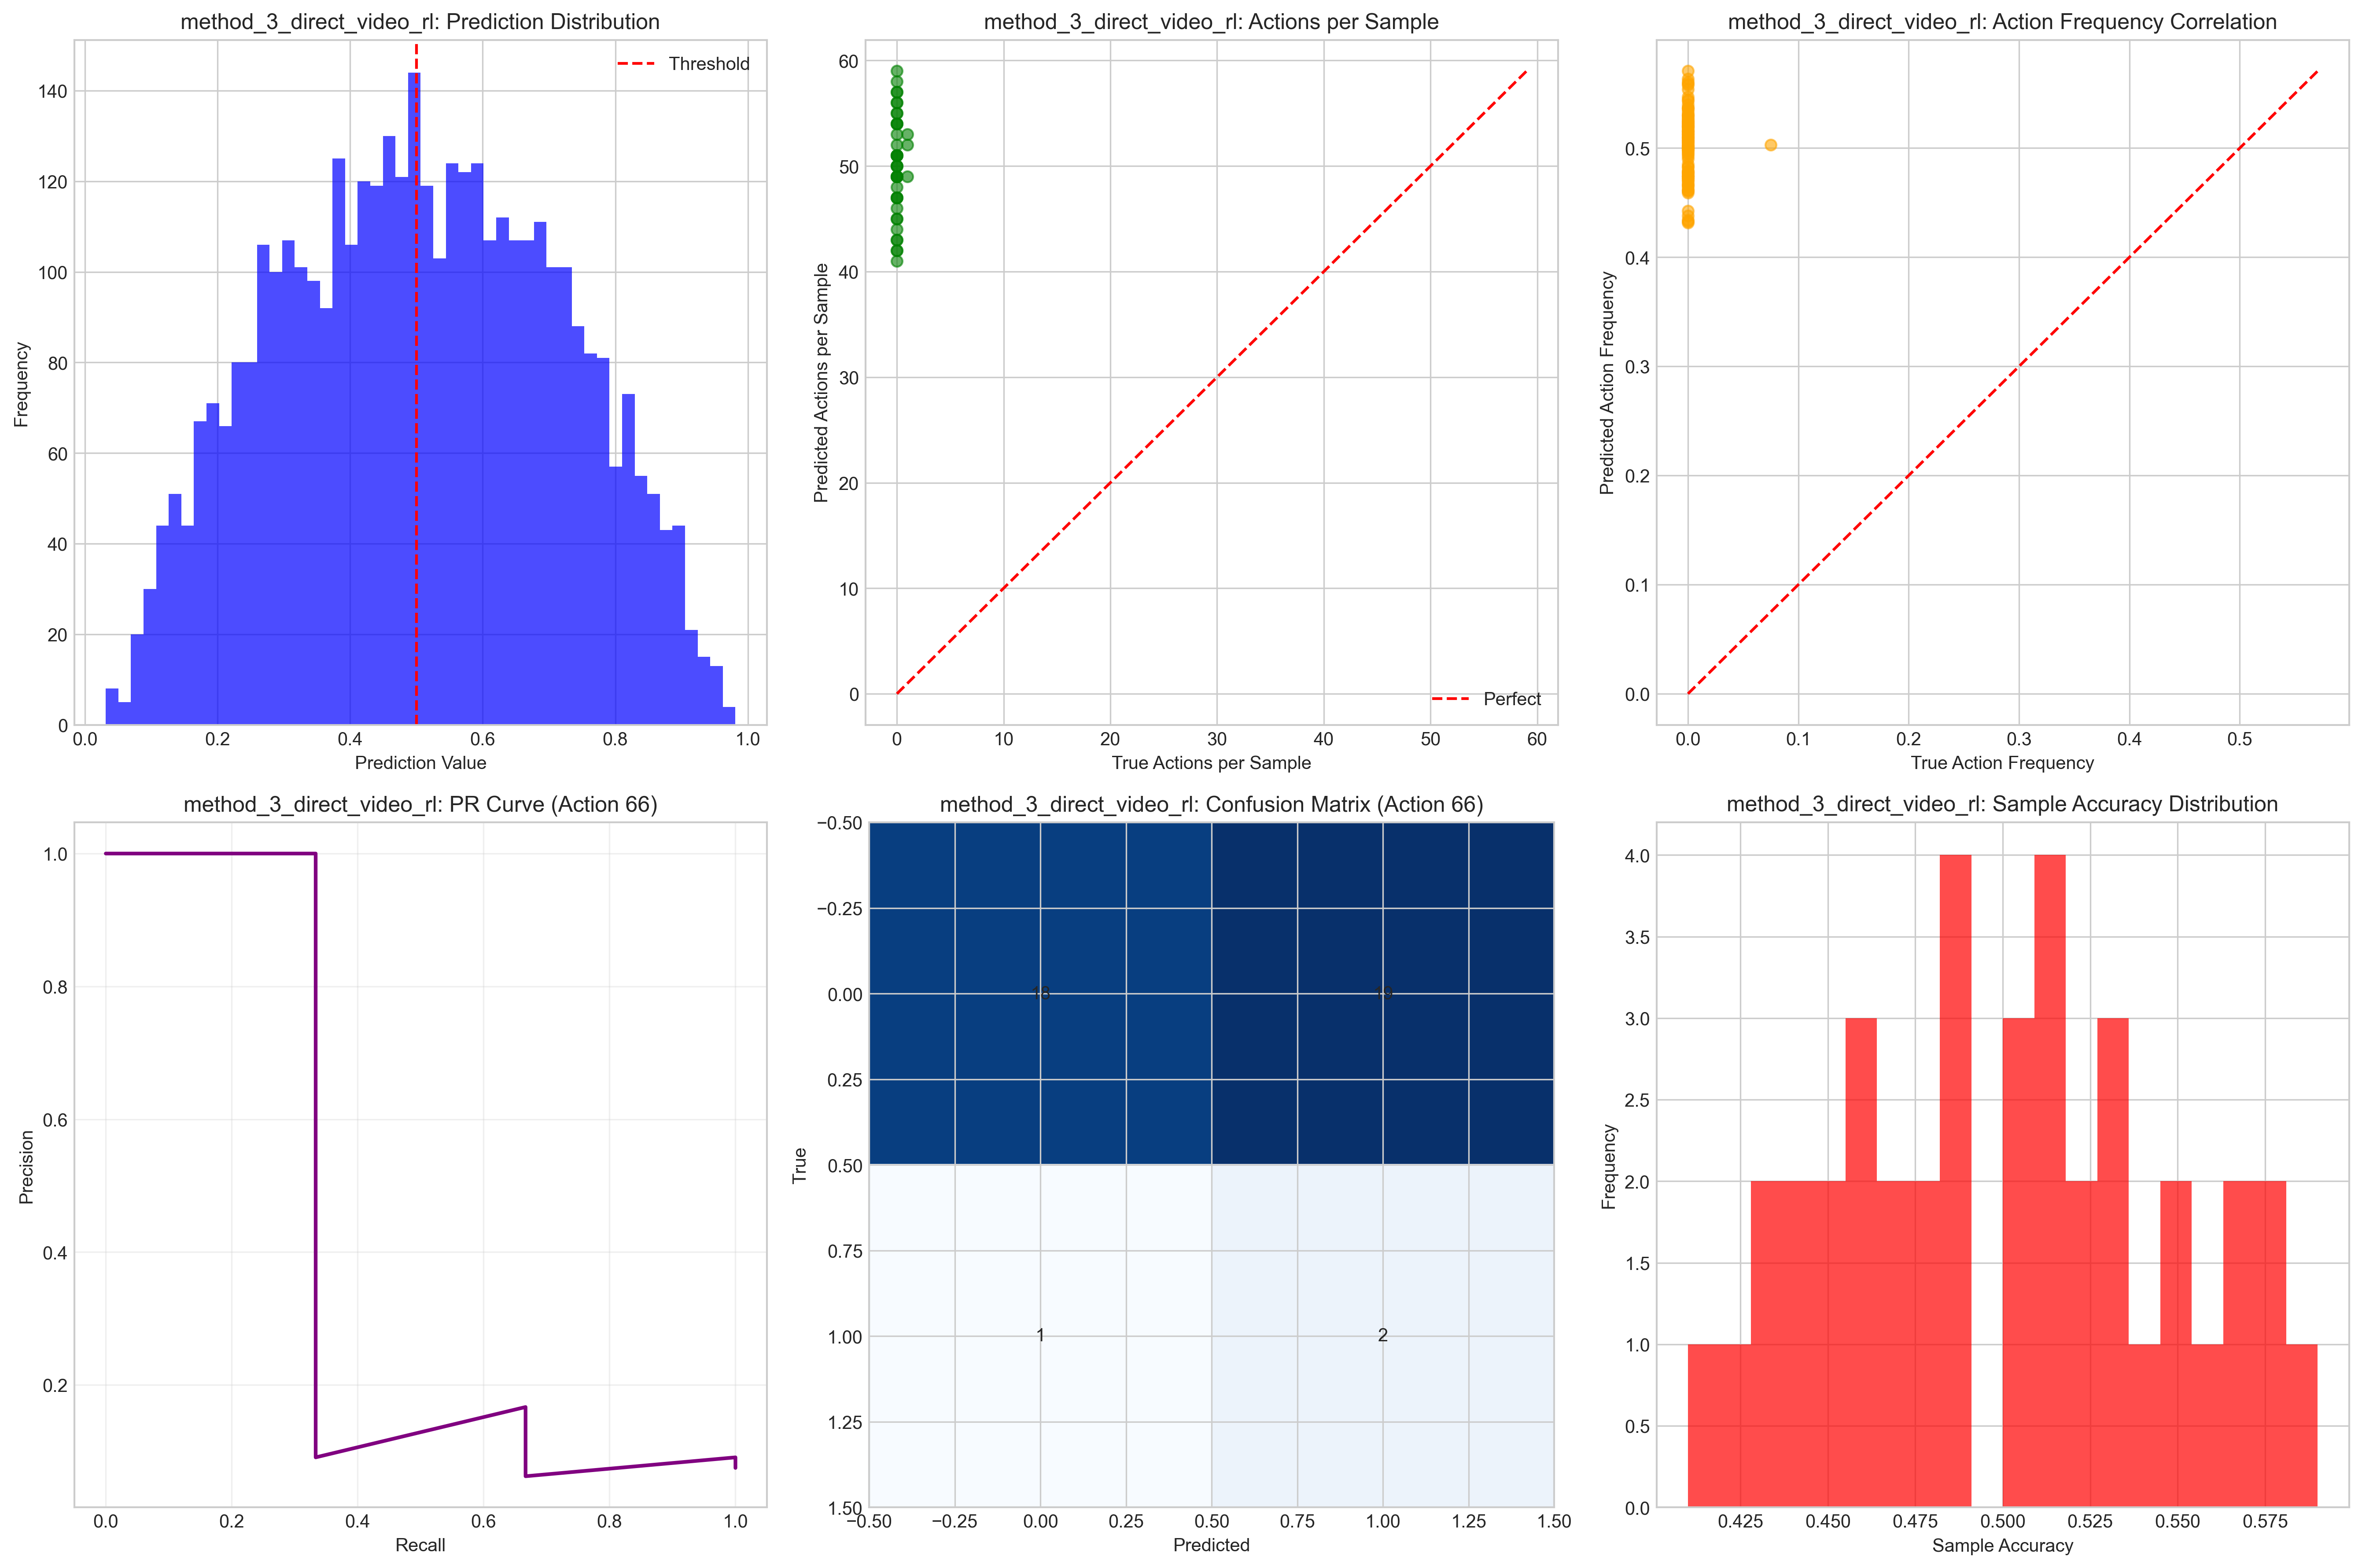 method_3_direct_video_rl: Prediction Distribution
Threshold
140
120
100
80
60
40
20
0
Frequency
0.0 0.2 0.4 0.6 0.8 1.0
Prediction Value
method_3_direct_video_rl: Actions per Sample
60
50
40
30
20
10
0
Predicted Actions per Sample
Perfect
0 10 20 30 40 50 60
True Actions per Sample
method_3_direct_video_rl: Action Frequency Correlation
0.5
0.4
0.3
0.2
0.1
0.0
Predicted Action Frequency
0.0 0.1 0.2 0.3 0.4 0.5
True Action Frequency
method_3_direct_video_rl: PR Curve (Action 66)
1.0
0.8
0.6
0.4
0.2
Precision
0.0 0.2 0.4 0.6 0.8 1.0
Recall
method_3_direct_video_rl: Confusion Matrix (Action 66)
−0.50
−0.25
0.00
0.25
0.50
0.75
1.00
1.25
1.50
True
18 19
1 2
−0.50 −0.25 0.00 0.25 0.50 0.75 1.00 1.25 1.50
Predicted
method_3_direct_video_rl: Sample Accuracy Distribution
4.0
3.5
3.0
2.5
2.0
1.5
1.0
0.5
0.0
Frequency
0.425 0.450 0.475 0.500 0.525 0.550 0.575
Sample Accuracy